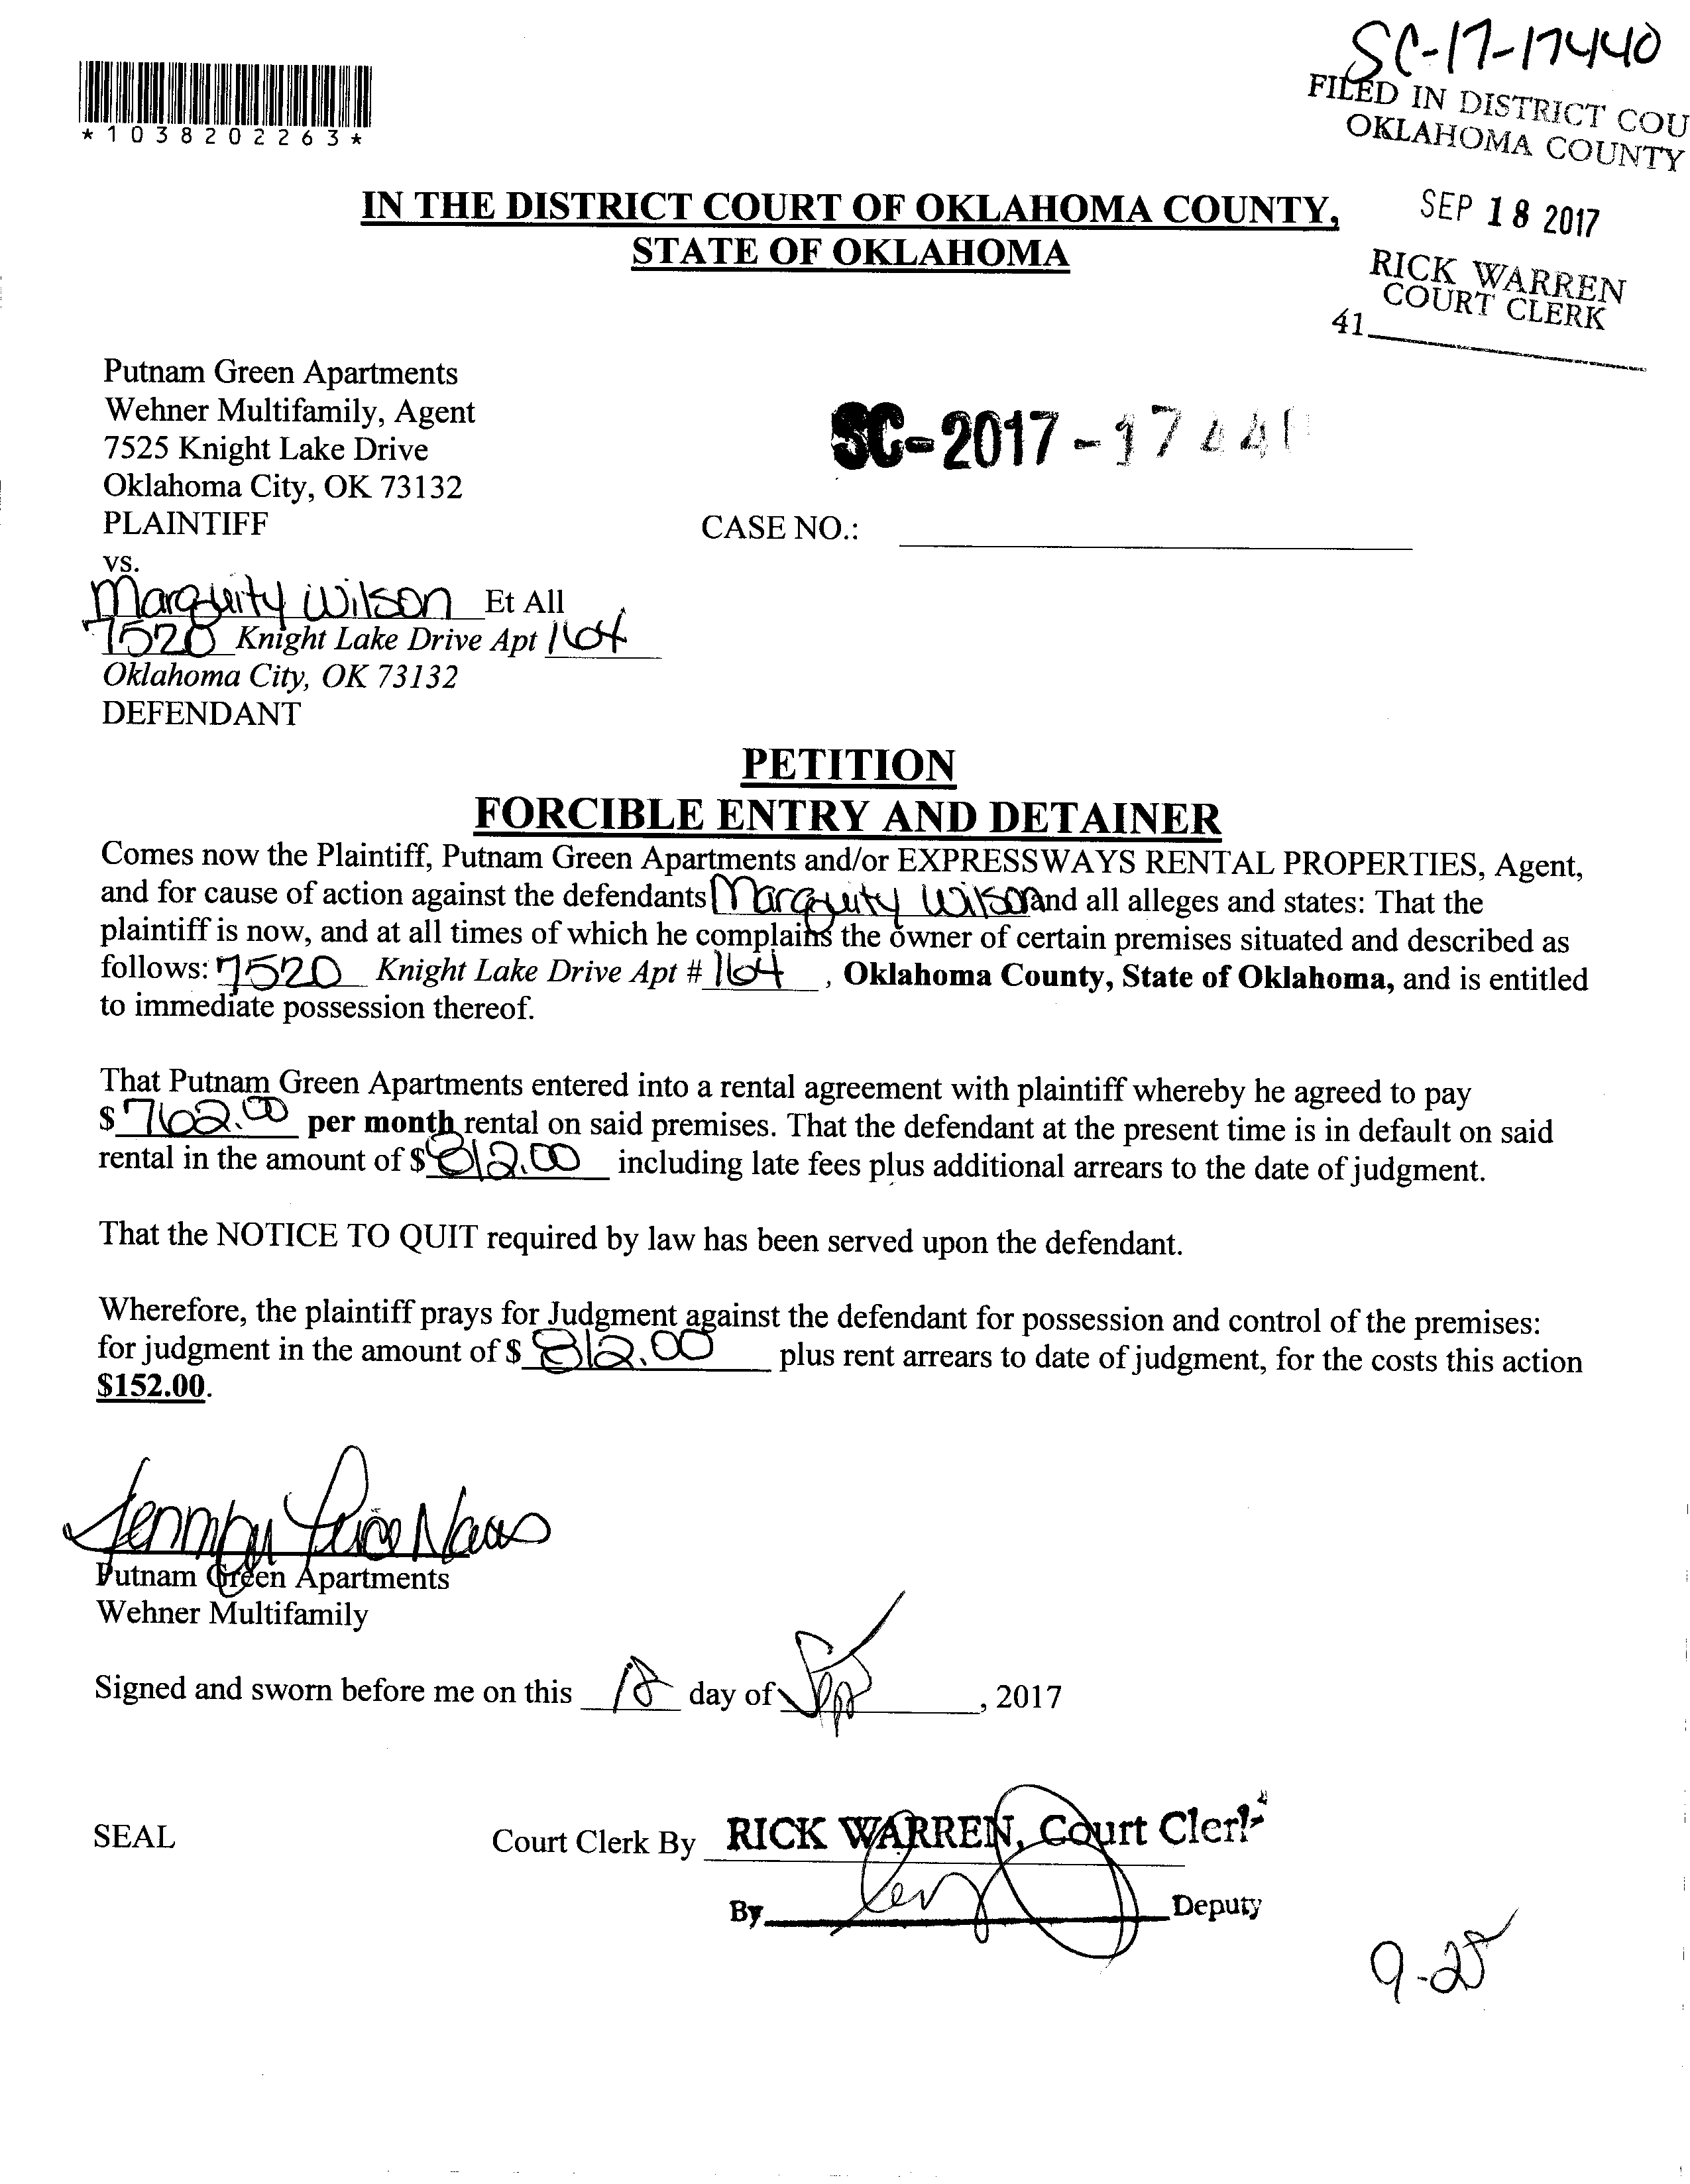 SC-17-17440
FILED IN DISTRICT COU
OKLAHOMA COUNTY
*1038202263*
IN THE DISTRICT COURT OF OKLAHOMA COUNTY,
STATE OF OKLAHOMA
SEP 18 2017
RICK WARREN
COURT CLERK
41
Putnam Green Apartments
Wehner Multifamily, Agent
7525 Knight Lake Drive
Oklahoma City, OK 73132
PLAINTIFF
SC-2017-1744
CASE NO.:
vs.
Marquity Wilson Et All
7520 Knight Lake Drive Apt 164
Oklahoma City, OK 73132
DEFENDANT
PETITION
FORCIBLE ENTRY AND DETAINER
Comes now the Plaintiff, Putnam Green Apartments and/or EXPRESSWAYS RENTAL PROPERTIES, Agent,
and for cause of action against the defendants Marquity Wilson and all alleges and states: That the
plaintiff is now, and at all times of which he complains the owner of certain premises situated and described as
follows: 7520 Knight Lake Drive Apt # 164, Oklahoma County, State of Oklahoma, and is entitled
to immediate possession thereof.
That Putnam Green Apartments entered into a rental agreement with plaintiff whereby he agreed to pay
$ 762.00 per month rental on said premises. That the defendant at the present time is in default on said
rental in the amount of $ 812.00 including late fees plus additional arrears to the date of judgment.
That the NOTICE TO QUIT required by law has been served upon the defendant.
Wherefore, the plaintiff prays for Judgment against the defendant for possession and control of the premises:
for judgment in the amount of $ 812.00 plus rent arrears to date of judgment, for the costs this action
$152.00.
Putnam Green Apartments
Wehner Multifamily
Signed and sworn before me on this 18 day of Sept, 2017
SEAL
Court Clerk By RICK WARREN, Court Clerk
By Deputy
9-28